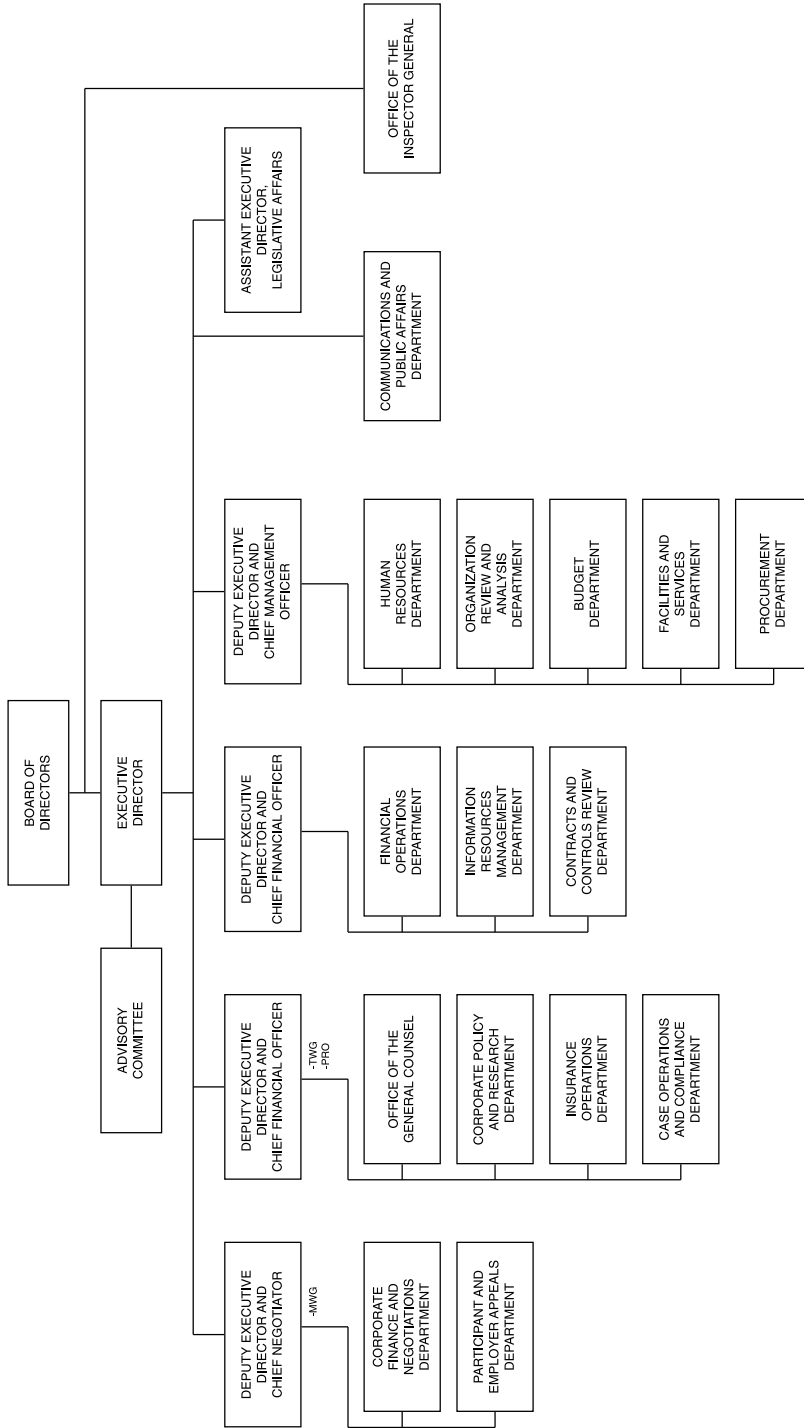 BOARD OF
DIRECTORS
ADVISORY
COMMITTEE
EXECUTIVE
DIRECTOR
DEPUTY EXECUTIVE
DIRECTOR AND
CHIEF NEGOTIATOR
-MWG
CORPORATE
FINANCE AND
NEGOTIATIONS
DEPARTMENT
PARTICIPANT AND
EMPLOYER APPEALS
DEPARTMENT
DEPUTY EXECUTIVE
DIRECTOR AND
CHIEF FINANCIAL OFFICER
-TWG
-PRO
OFFICE OF THE
GENERAL COUNSEL
CORPORATE POLICY
AND RESEARCH
DEPARTMENT
INSURANCE
OPERATIONS
DEPARTMENT
CASE OPERATIONS
AND COMPLIANCE
DEPARTMENT
DEPUTY EXECUTIVE
DIRECTOR AND
CHIEF FINANCIAL OFFICER
FINANCIAL
OPERATIONS
DEPARTMENT
INFORMATION
RESOURCES
MANAGEMENT
DEPARTMENT
CONTRACTS AND
CONTROLS REVIEW
DEPARTMENT
DEPUTY EXECUTIVE
DIRECTOR AND
CHIEF MANAGEMENT
OFFICER
HUMAN
RESOURCES
DEPARTMENT
ORGANIZATION
REVIEW AND
ANALYSIS
DEPARTMENT
BUDGET
DEPARTMENT
FACILITIES AND
SERVICES
DEPARTMENT
PROCUREMENT
DEPARTMENT
COMMUNICATIONS AND
PUBLIC AFFAIRS
DEPARTMENT
ASSISTANT EXECUTIVE
DIRECTOR,
LEGISLATIVE AFFAIRS
OFFICE OF THE
INSPECTOR GENERAL